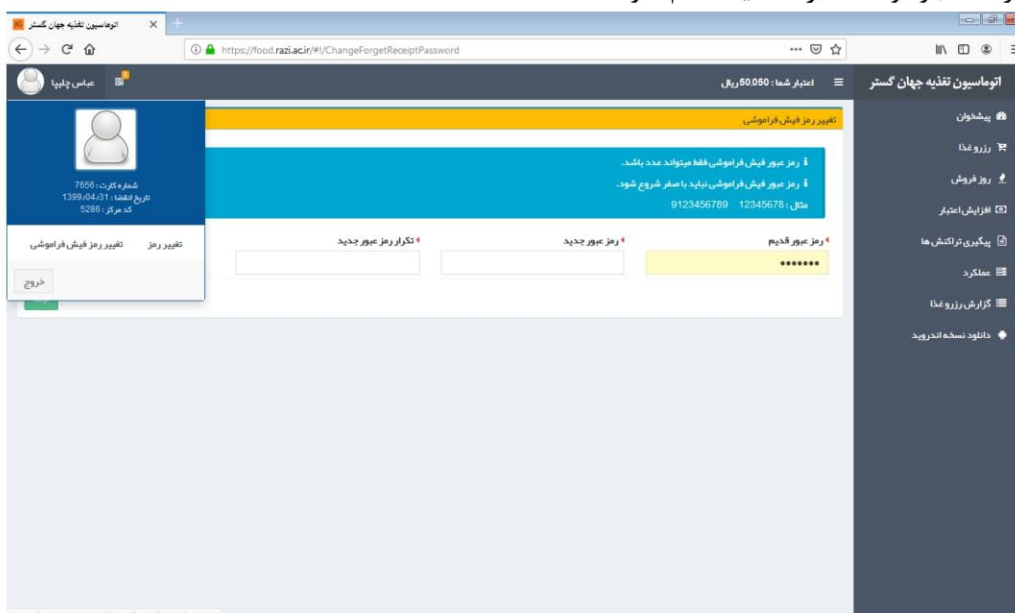 اتوماسیون تغذیه جهان گستر
https://food.razi.ac.ir/#!/ChangeForgetReceiptPassword
اتوماسیون تغذیه جهان گستر
اعتبار شما : 50,050 ریال
عباس چلیپا
پیشخوان
رزرو غذا
روز فروش
افزایش اعتبار
پیگیری تراکنش ها
عملکرد
گزارش رزرو غذا
دانلود نسخه اندروید
تغییر رمز فیش فراموشی
رمز عبور فیش فراموشی فقط میتواند عدد باشد.
رمز عبور فیش فراموشی نباید با صفر شروع شود.
مثال : 12345678 9123456789
رمز عبور قدیم
رمز عبور جدید
تکرار رمز عبور جدید
شماره کارت : 7656
تاریخ انقضا : 1399/04/31
کد مرکز : 5286
تغییر رمز
تغییر رمز فیش فراموشی
خروج